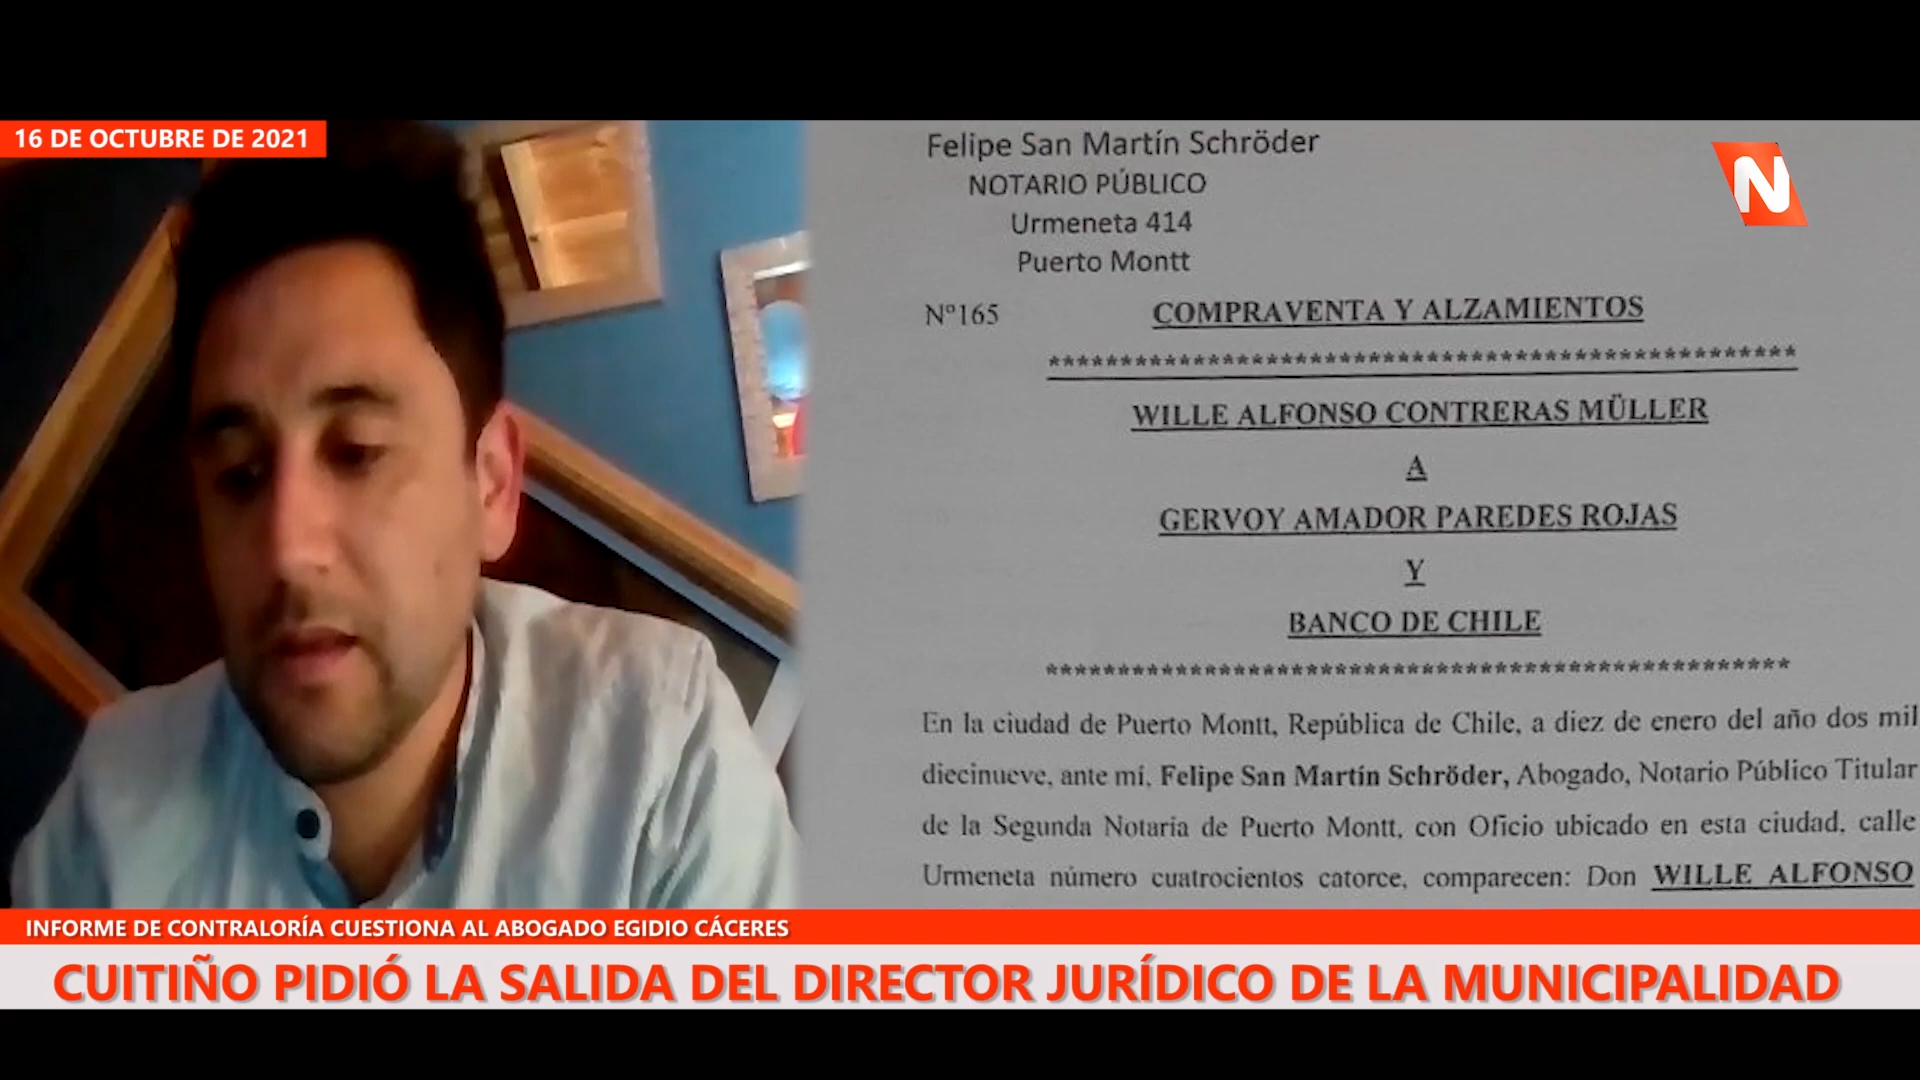 16 DE OCTUBRE DE 2021
N
Felipe San Martín Schröder
NOTARIO PÚBLICO
Urmeneta 414
Puerto Montt
Nº165 COMPRAVENTA Y ALZAMIENTOS
****************************************************
WILLE ALFONSO CONTRERAS MÜLLER
A
GERVOY AMADOR PAREDES ROJAS
Y
BANCO DE CHILE
****************************************************
En la ciudad de Puerto Montt, República de Chile, a diez de enero del año dos mil
diecinueve, ante mí, Felipe San Martín Schröder, Abogado, Notario Público Titular
de la Segunda Notaría de Puerto Montt, con Oficio ubicado en esta ciudad, calle
Urmeneta número cuatrocientos catorce, comparecen: Don WILLE ALFONSO
INFORME DE CONTRALORÍA CUESTIONA AL ABOGADO EGIDIO CÁCERES
CUITIÑO PIDIÓ LA SALIDA DEL DIRECTOR JURÍDICO DE LA MUNICIPALIDAD